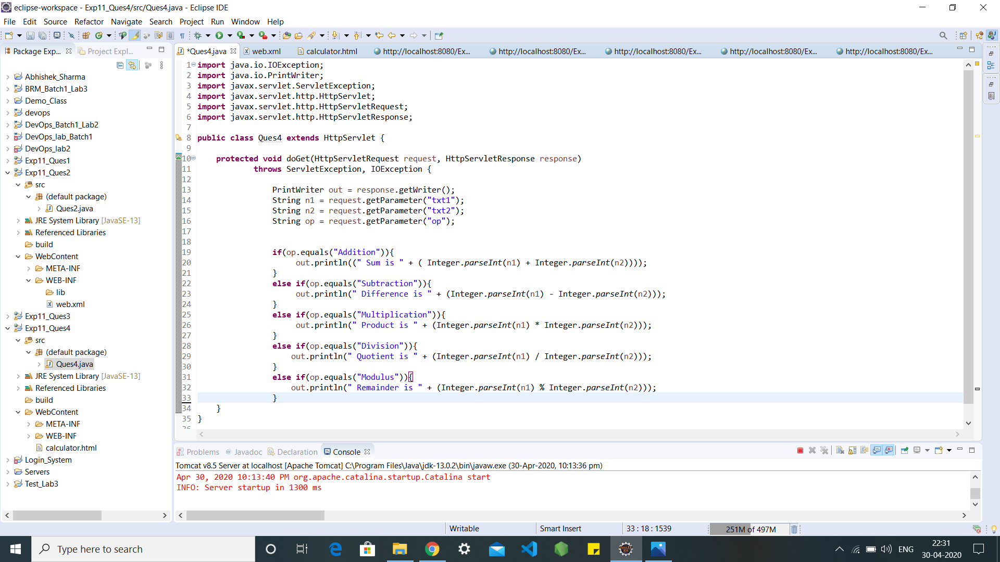 eclipse-workspace - Exp11_Ques4/src/Ques4.java - Eclipse IDE
File Edit Source Refactor Navigate Search Project Run Window Help
Package Exp... Project Expl...
*Ques4.java web.xml calculator.html http://localhost:8080/Ex... http://localhost:8080/Ex... http://localhost:8080/Ex... http://localhost:8080/Ex... http://localhost:8080/Ex...
Abhishek_Sharma
BRM_Batch1_Lab3
Demo_Class
devops
DevOps_Batch1_Lab2
DevOps_lab_Batch1
DevOps_lab2
Exp11_Ques1
Exp11_Ques2
src
(default package)
Ques2.java
JRE System Library [JavaSE-13]
Referenced Libraries
build
WebContent
META-INF
WEB-INF
lib
web.xml
Exp11_Ques3
Exp11_Ques4
src
(default package)
Ques4.java
JRE System Library [JavaSE-13]
Referenced Libraries
build
WebContent
META-INF
WEB-INF
calculator.html
Login_System
Servers
Test_Lab3
1 import java.io.IOException;
2 import java.io.PrintWriter;
3 import javax.servlet.ServletException;
4 import javax.servlet.http.HttpServlet;
5 import javax.servlet.http.HttpServletRequest;
6 import javax.servlet.http.HttpServletResponse;
7
8 public class Ques4 extends HttpServlet {
9
10 protected void doGet(HttpServletRequest request, HttpServletResponse response)
11 throws ServletException, IOException {
12
13 PrintWriter out = response.getWriter();
14 String n1 = request.getParameter("txt1");
15 String n2 = request.getParameter("txt2");
16 String op = request.getParameter("op");
17
18
19 if(op.equals("Addition")){
20 out.println((" Sum is " + ( Integer.parseInt(n1) + Integer.parseInt(n2))));
21 }
22 else if(op.equals("Subtraction")){
23 out.println(" Difference is " + (Integer.parseInt(n1) - Integer.parseInt(n2)));
24 }
25 else if(op.equals("Multiplication")){
26 out.println(" Product is " + (Integer.parseInt(n1) * Integer.parseInt(n2)));
27 }
28 else if(op.equals("Division")){
29 out.println(" Quotient is " + (Integer.parseInt(n1) / Integer.parseInt(n2)));
30 }
31 else if(op.equals("Modulus")){
32 out.println(" Remainder is " + (Integer.parseInt(n1) % Integer.parseInt(n2)));
33 }
34 }
35 }
36
Problems Javadoc Declaration Console
Tomcat v8.5 Server at localhost [Apache Tomcat] C:\Program Files\Java\jdk-13.0.2\bin\javaw.exe (30-Apr-2020, 10:13:36 pm)
Apr 30, 2020 10:13:40 PM org.apache.catalina.startup.Catalina start
INFO: Server startup in 1300 ms
Writable Smart Insert 33 : 18 : 1539 251M of 497M
Type here to search
ENG
22:31
30-04-2020